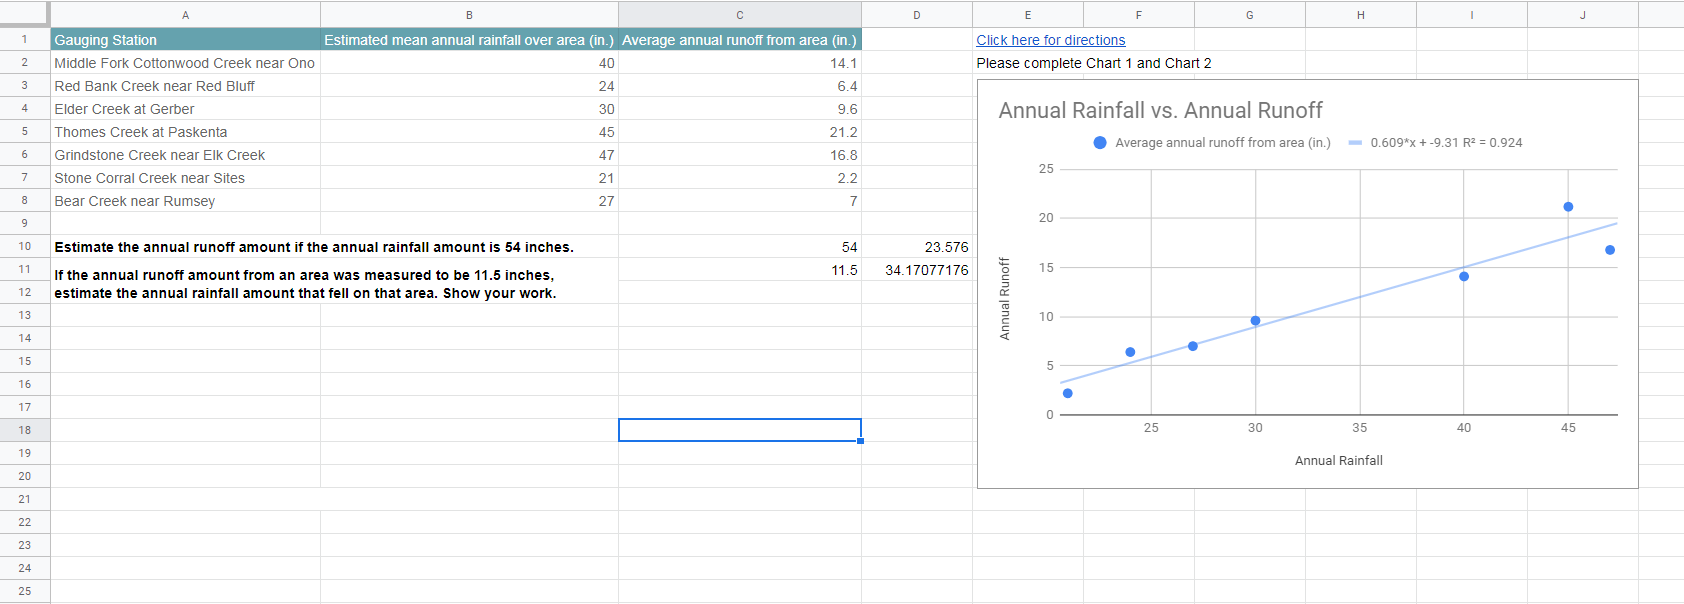 A B C D E F G H I J
1 Gauging Station Estimated mean annual rainfall over area (in.) Average annual runoff from area (in.) Click here for directions
2 Middle Fork Cottonwood Creek near Ono 40 14.1 Please complete Chart 1 and Chart 2
3 Red Bank Creek near Red Bluff 24 6.4
4 Elder Creek at Gerber 30 9.6
5 Thomes Creek at Paskenta 45 21.2
6 Grindstone Creek near Elk Creek 47 16.8
7 Stone Corral Creek near Sites 21 2.2
8 Bear Creek near Rumsey 27 7
9
10 Estimate the annual runoff amount if the annual rainfall amount is 54 inches. 54 23.576
11 If the annual runoff amount from an area was measured to be 11.5 inches, 11.5 34.17077176
12 estimate the annual rainfall amount that fell on that area. Show your work.
13
14
15
16
17
18
19
20
21
22
23
24
25
Annual Rainfall vs. Annual Runoff
Average annual runoff from area (in.) 0.609*x + -9.31 R² = 0.924
25
20
15
10
5
0
Annual Runoff
25 30 35 40 45
Annual Rainfall